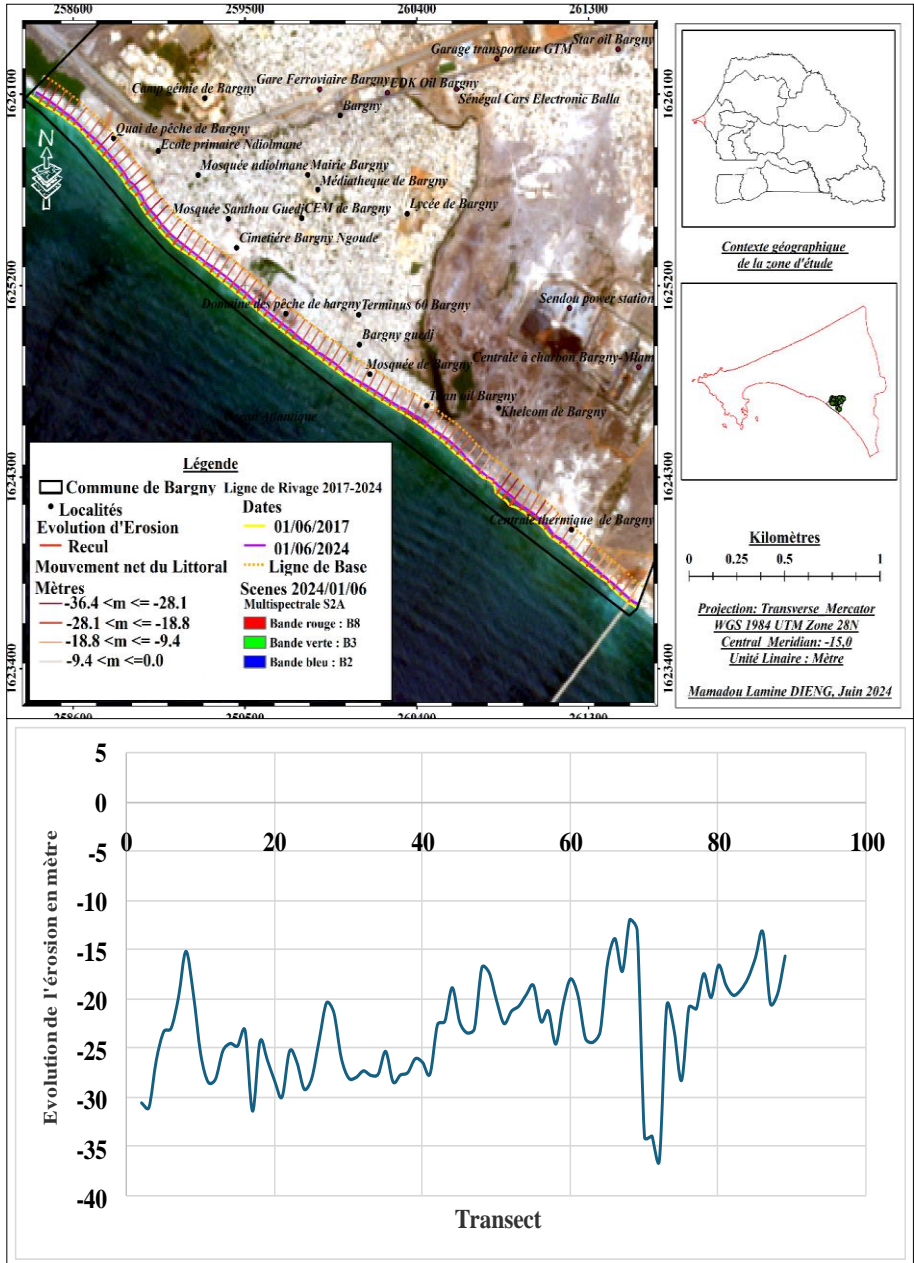 258600 259500 260400 261300
1626100
1625200
1624300
1623400
1626100
1625200
1624300
1623400
N
Star oil Bargny
Garage transporteur GTM
Camp génie de Bargny
Gare Ferroviaire Bargny
EDK Oil Bargny
Sénégal Cars Electronic Balla
Bargny
Quai de pêche de Bargny
Ecole primaire Ndiolmane
Mosquée ndiolmane
Mairie Bargny
Médiatheque de Bargny
Lycée de Bargny
Mosquée Santhou Guedj
CEM de Bargny
Cimetiére Bargny Ngoude
Domaine des pêche de bargny
Terminus 60 Bargny
Sendou power station
Bargny guedj
Mosquée de Bargny
Centrale à charbon Bargny-Mlam
oil Bargny
Khelcom de Bargny
Atlantique
Centrale thermique de Bargny
Légende
Commune de Bargny
Localités
Evolution d'Erosion
Recul
Mouvement net du Littoral
Mètres
-36.4 <m <= -28.1
-28.1 <m <= -18.8
-18.8 <m <= -9.4
-9.4 <m <=0.0
Ligne de Rivage 2017-2024
Dates
01/06/2017
01/06/2024
Ligne de Base
Scenes 2024/01/06
Multispectrale S2A
Bande rouge : B8
Bande verte : B3
Bande bleu : B2
258600 259500 260400 261300
Contexte géographique
de la zone d'étude
Kilomètres
0 0.25 0.5 1
Projection: Transverse Mercator
WGS 1984 UTM Zone 28N
Central Meridian: -15,0
Unité Linaire : Mètre
Mamadou Lamine DIENG, Juin 2024
Evolution de l'érosion en mètre
5
0
-5
-10
-15
-20
-25
-30
-35
-40
0 20 40 60 80 100
Transect